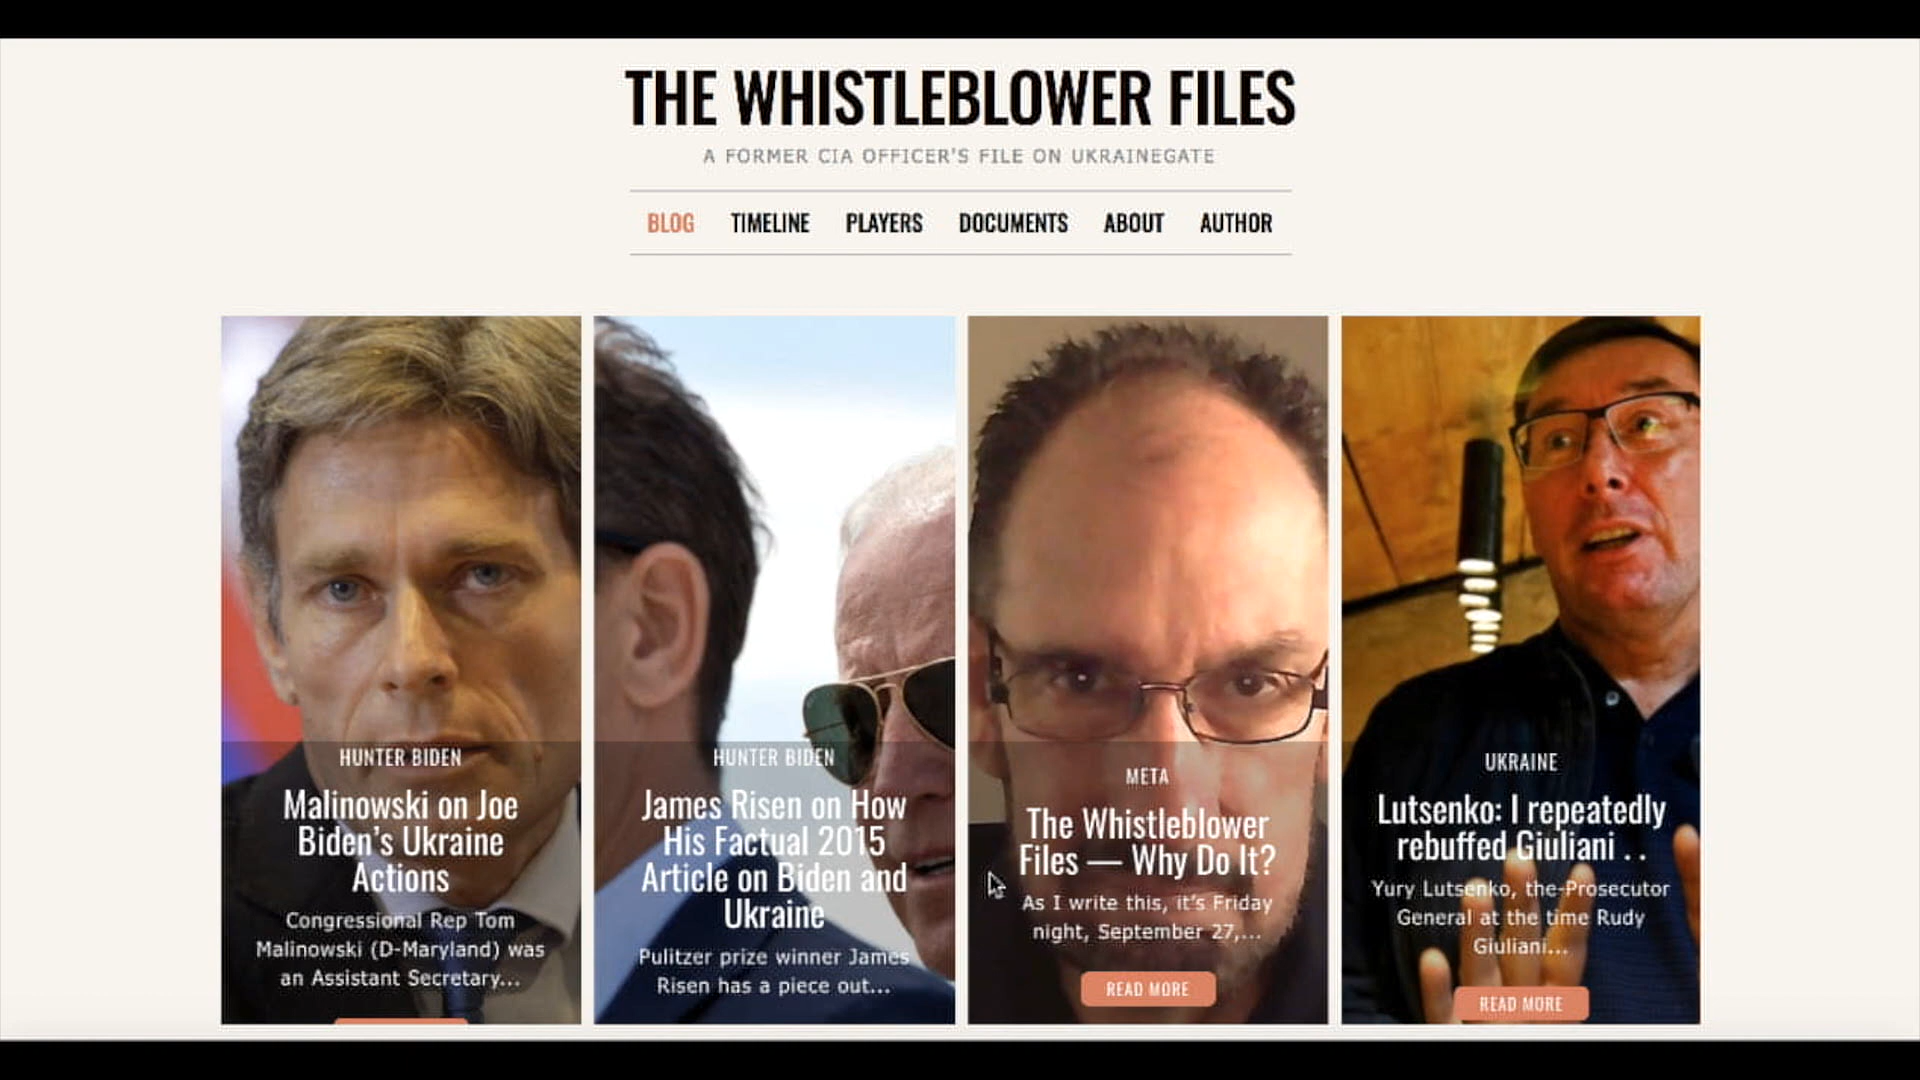 THE WHISTLEBLOWER FILES
A FORMER CIA OFFICER'S FILE ON UKRAINEGATE
BLOG TIMELINE PLAYERS DOCUMENTS ABOUT AUTHOR
HUNTER BIDEN
Malinowski on Joe
Biden’s Ukraine
Actions
Congressional Rep Tom
Malinowski (D-Maryland) was
an Assistant Secretary...
HUNTER BIDEN
James Risen on How
His Factual 2015
Article on Biden and
Ukraine
Pulitzer prize winner James
Risen has a piece out...
META
The Whistleblower
Files — Why Do It?
As I write this, it’s Friday
night, September 27,...
READ MORE
UKRAINE
Lutsenko: I repeatedly
rebuffed Giuliani . .
Yury Lutsenko, the-Prosecutor
General at the time Rudy
Giuliani...
READ MORE